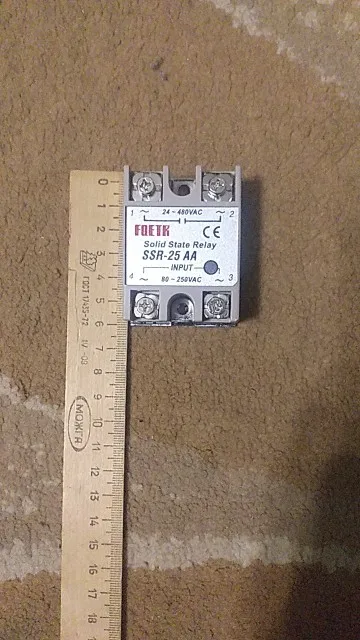 1 ~ 24~480VAC ~ 2
FOETK CE
Solid State Relay
SSR-25 AA
INPUT
4 ~ 80~250VAC ~ 3
0
1
2
3
4
5
6
7
8
9
10
11
12
13
14
15
16
17
18
ГОСТ 17435-72
МОЖГА